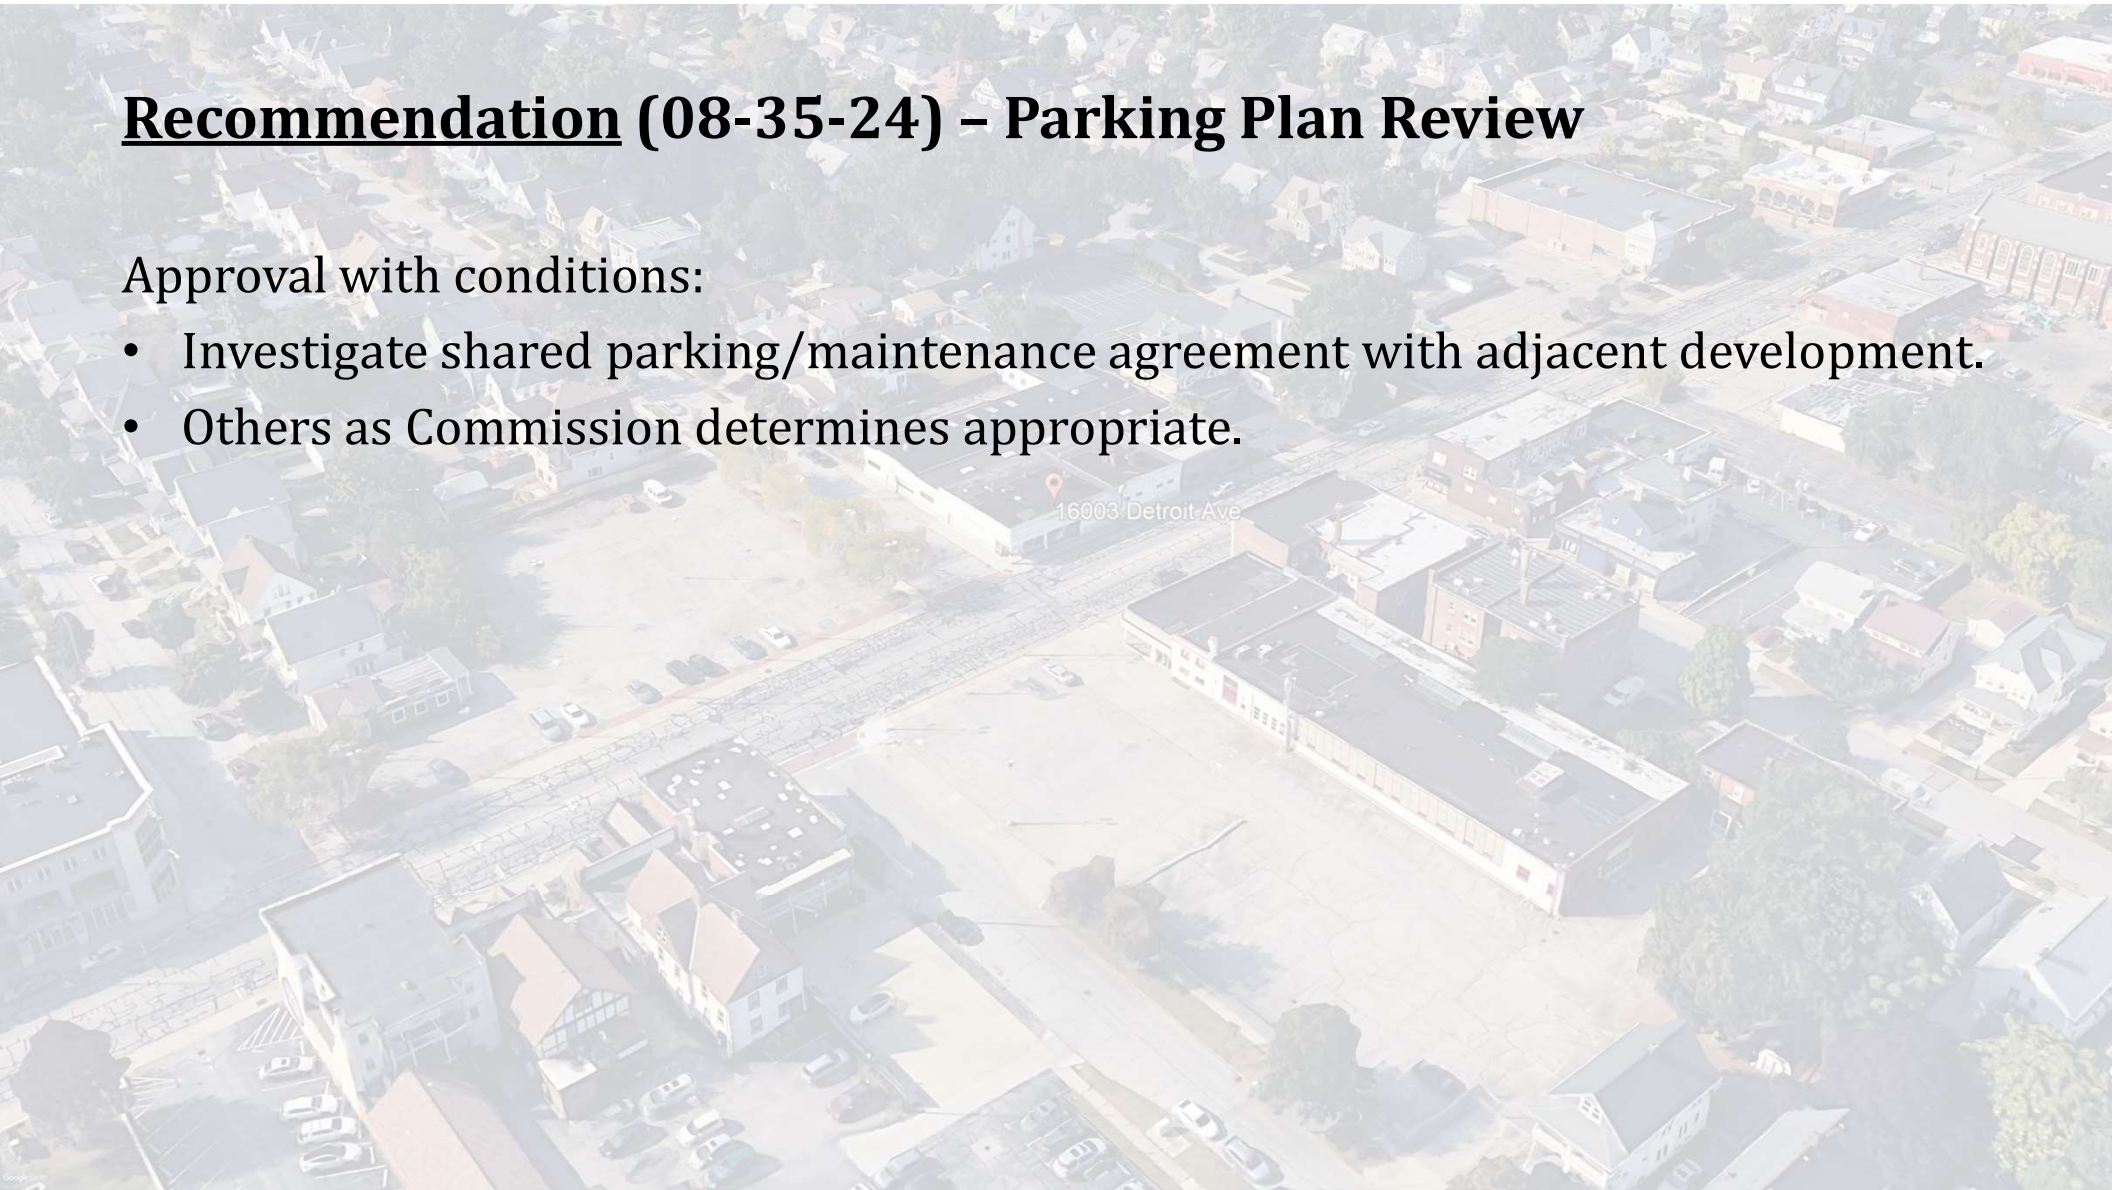 Recommendation (08-35-24) – Parking Plan Review
Approval with conditions:
• Investigate shared parking/maintenance agreement with adjacent development.
• Others as Commission determines appropriate.
16003 Detroit Ave